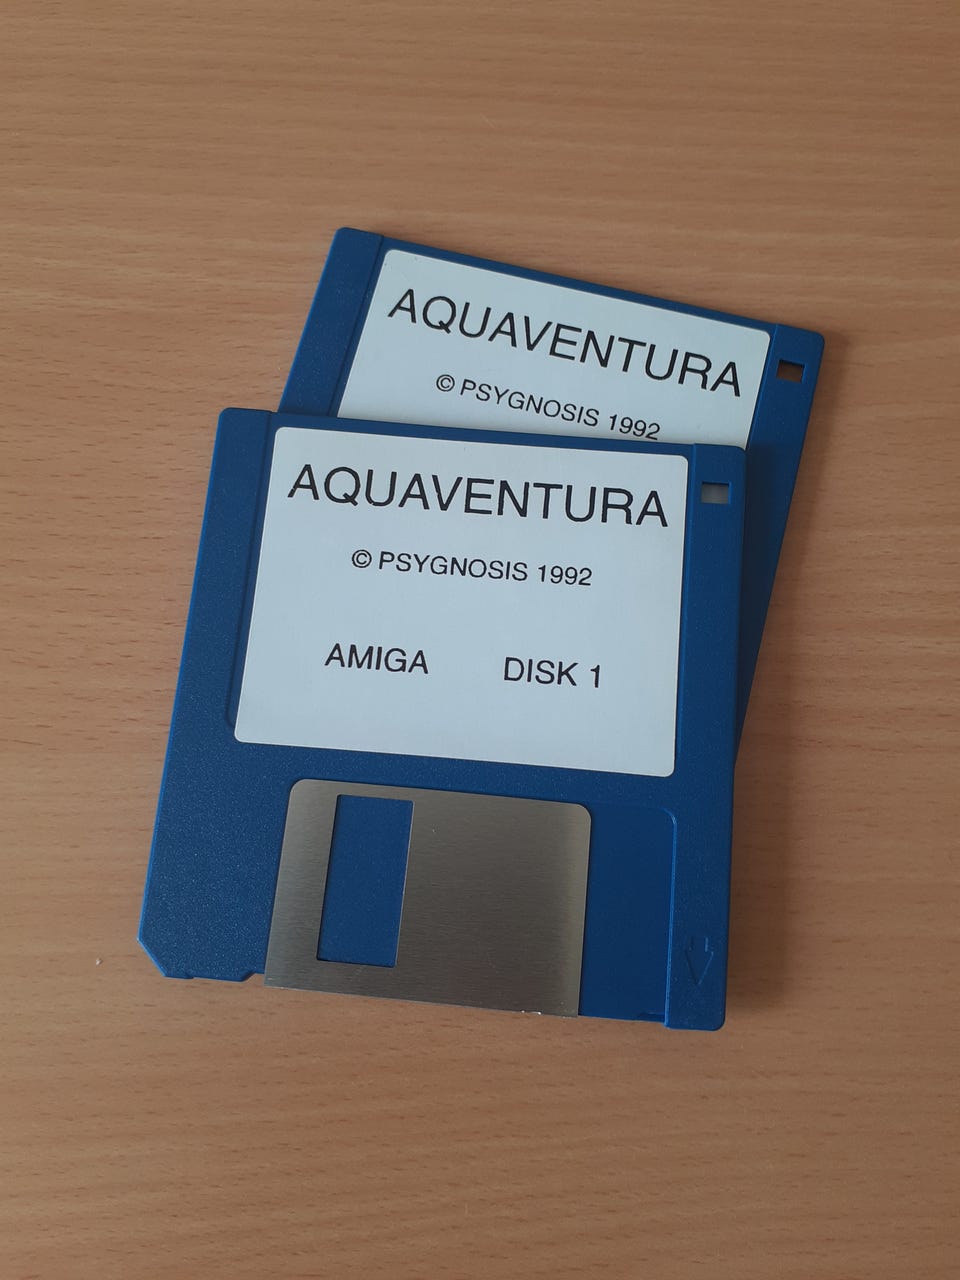 AQUAVENTURA
© PSYGNOSIS 1992
AQUAVENTURA
© PSYGNOSIS 1992
AMIGA DISK 1